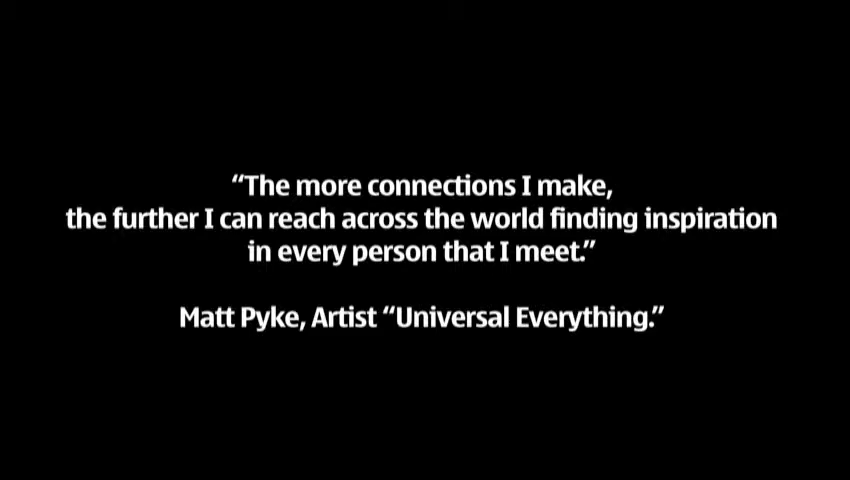 “The more connections I make,
the further I can reach across the world finding inspiration
in every person that I meet.”
Matt Pyke, Artist “Universal Everything.”